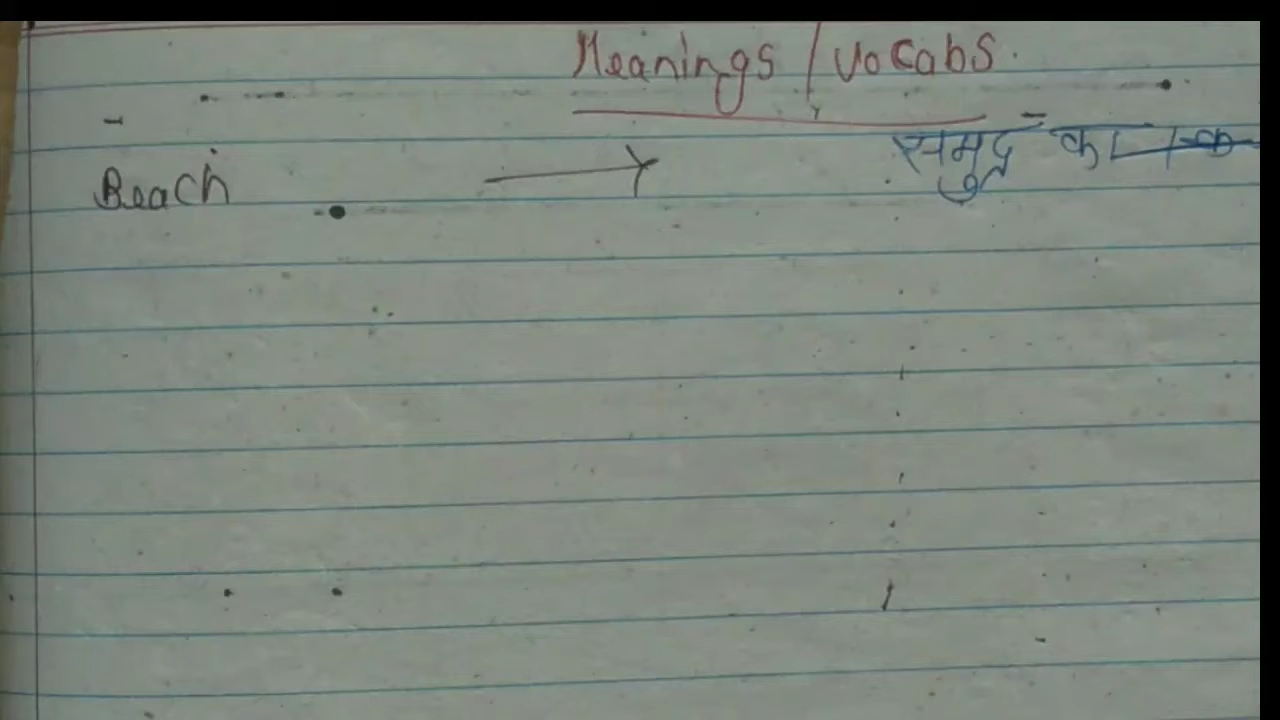 Meanings / Vocabs.
Beach → समुद्र का